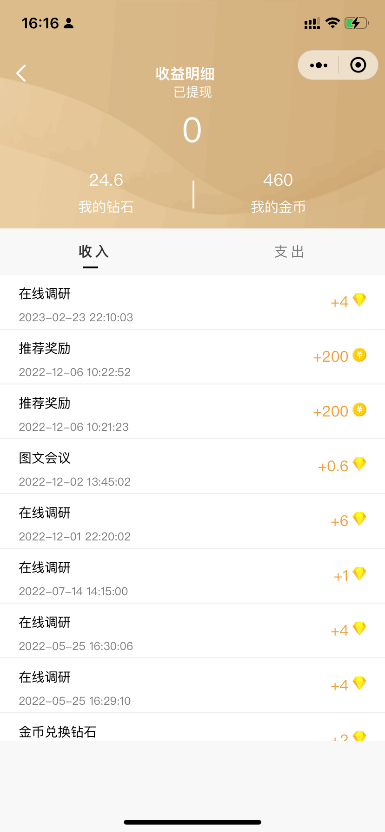 16:16
收益明细
已提现
0
24.6
460
我的钻石
我的金币
收入
支出
在线调研
+4
2023-02-23 22:10:03
推荐奖励
+200
2022-12-06 10:22:52
推荐奖励
+200
2022-12-06 10:21:23
图文会议
+0.6
2022-12-02 13:45:02
在线调研
+6
2022-12-01 22:20:02
在线调研
+1
2022-07-14 14:15:00
在线调研
+4
2022-05-25 16:30:06
在线调研
+4
2022-05-25 16:29:10
金币兑换钻石
+2